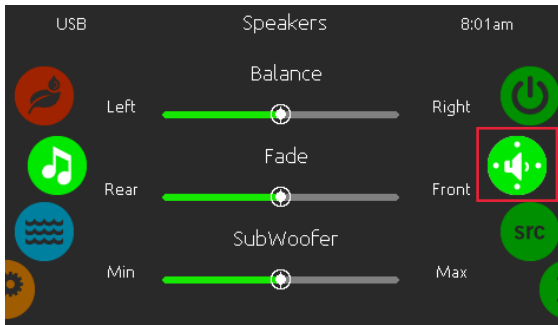 USB Speakers 8:01am
Balance
Left Right
Fade
Rear Front
src
SubWoofer
Min Max